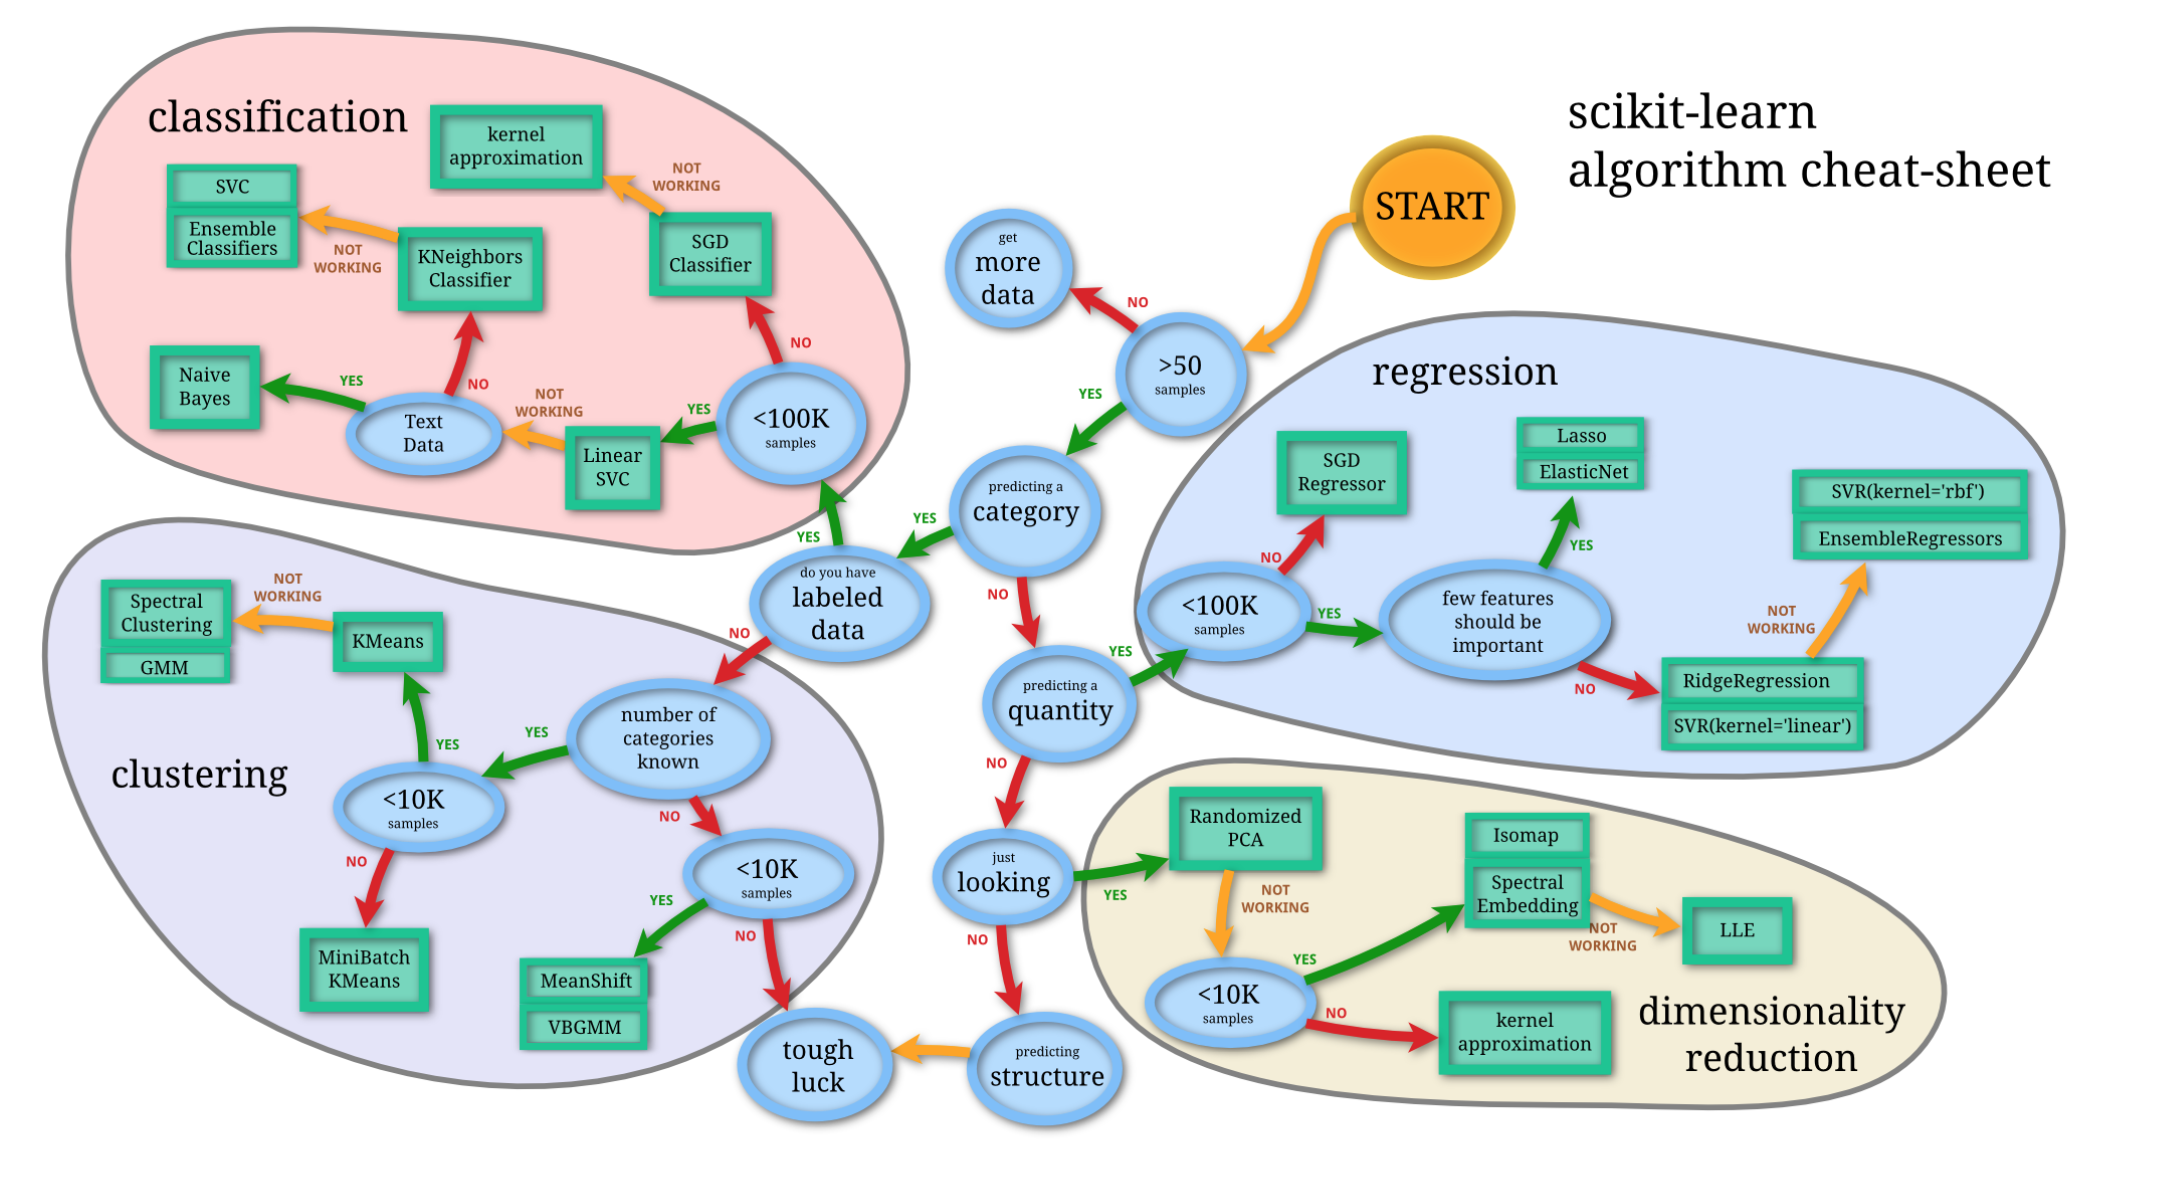 scikit-learn
algorithm cheat-sheet
START
>50
samples
NO
get
more
data
YES
predicting a
category
YES
do you have
labeled
data
YES
NO
NO
classification
<100K
samples
NO
SGD
Classifier
NOT
WORKING
kernel
approximation
YES
Linear
SVC
NOT
WORKING
Text
Data
YES
Naive
Bayes
NO
KNeighbors
Classifier
NOT
WORKING
SVC
Ensemble
Classifiers
clustering
number of
categories
known
YES
<10K
samples
YES
KMeans
NOT
WORKING
Spectral
Clustering
GMM
NO
MiniBatch
KMeans
NO
<10K
samples
YES
MeanShift
VBGMM
NO
tough
luck
predicting a
quantity
YES
NO
regression
<100K
samples
NO
SGD
Regressor
YES
few features
should be
important
YES
Lasso
ElasticNet
NO
RidgeRegression
SVR(kernel='linear')
NOT
WORKING
SVR(kernel='rbf')
EnsembleRegressors
just
looking
YES
NO
predicting
structure
dimensionality
reduction
Randomized
PCA
NOT
WORKING
<10K
samples
YES
Isomap
Spectral
Embedding
NOT
WORKING
LLE
NO
kernel
approximation